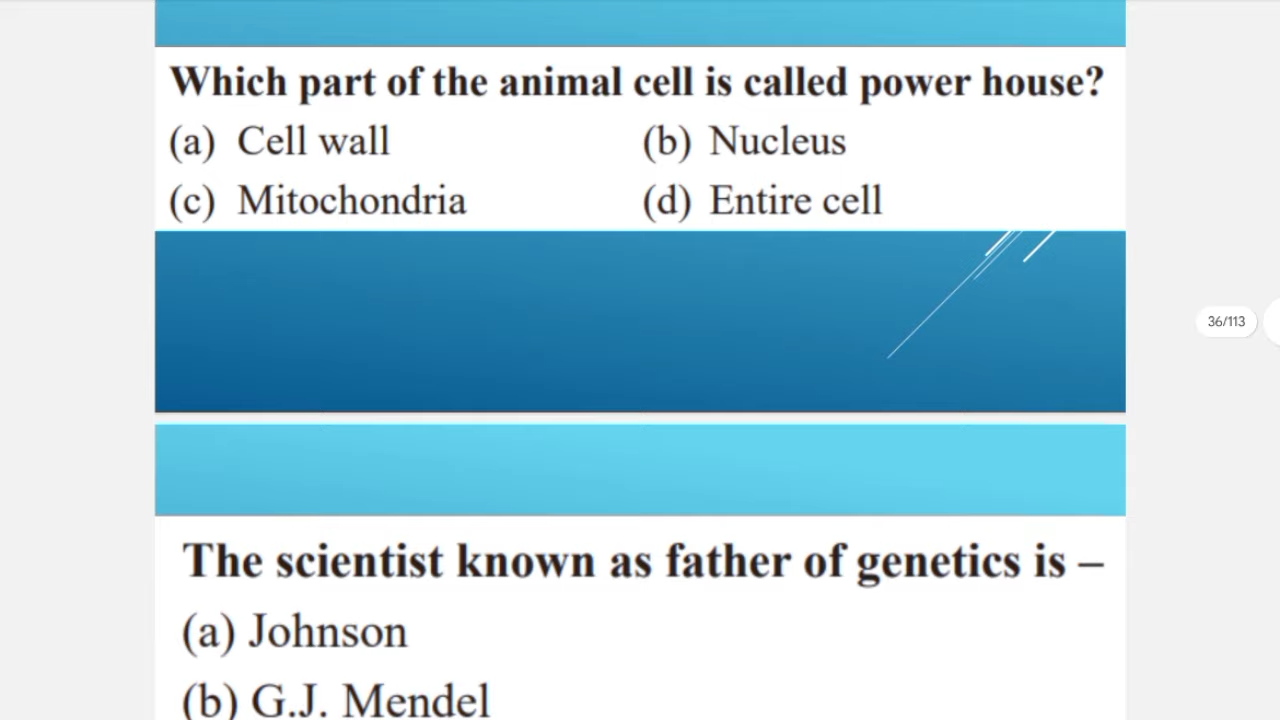 Which part of the animal cell is called power house?
(a) Cell wall (b) Nucleus
(c) Mitochondria (d) Entire cell
36/113
The scientist known as father of genetics is –
(a) Johnson
(b) G.J. Mendel